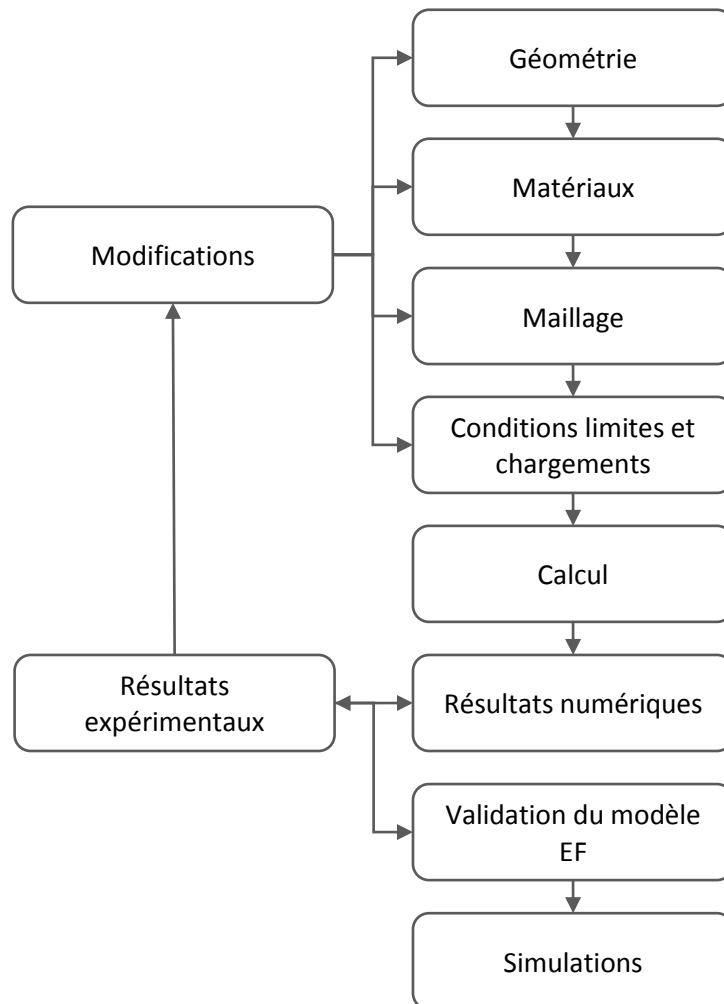 Géométrie
Matériaux
Modifications
Maillage
Conditions limites et
chargements
Calcul
Résultats
expérimentaux
Résultats numériques
Validation du modèle
EF
Simulations